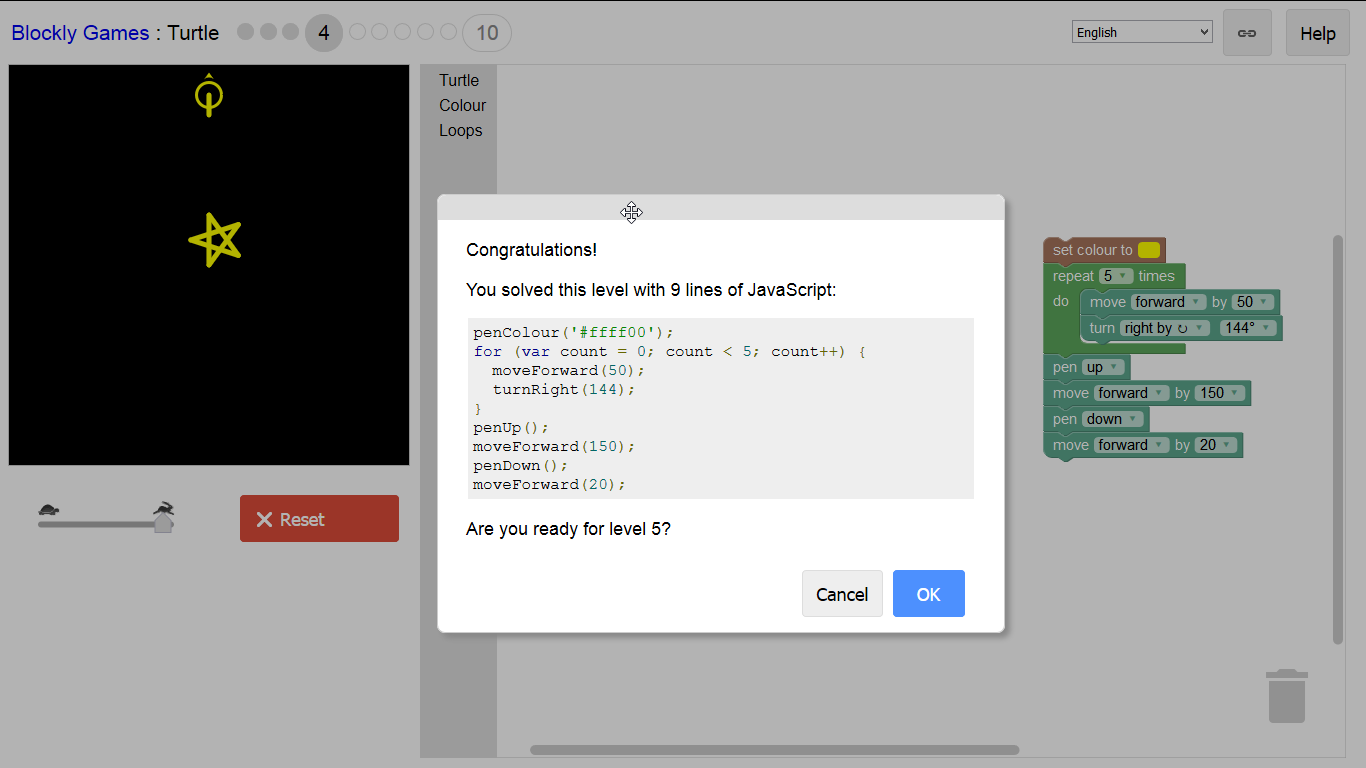 Blockly Games : Turtle 4 10 English Help
Turtle
Colour
Loops
Congratulations!
You solved this level with 9 lines of JavaScript:
penColour('#ffff00');
for (var count = 0; count < 5; count++) {
  moveForward(50);
  turnRight(144);
}
penUp();
moveForward(150);
penDown();
moveForward(20);
Are you ready for level 5?
Cancel OK
set colour to
repeat 5 times
do move forward by 50
turn right by ↻ 144°
pen up
move forward by 150
pen down
move forward by 20
Reset